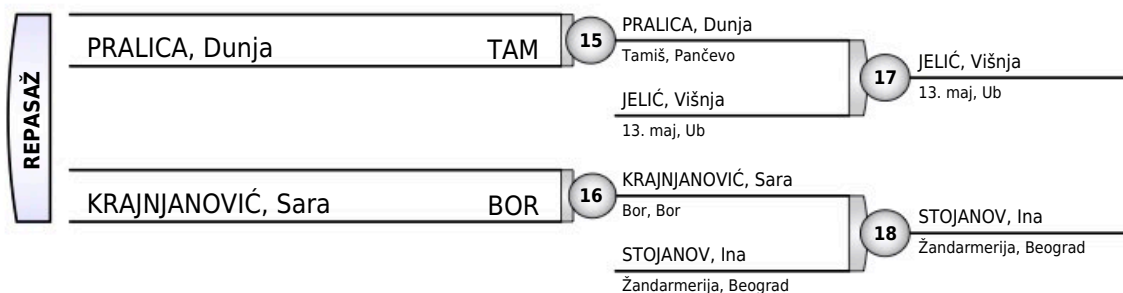 REPASAŽ
PRALICA, Dunja TAM
15
PRALICA, Dunja
Tamiš, Pančevo
JELIĆ, Višnja
13. maj, Ub
17
JELIĆ, Višnja
13. maj, Ub
KRAJNJANOVIĆ, Sara BOR
16
KRAJNJANOVIĆ, Sara
Bor, Bor
STOJANOV, Ina
Žandarmerija, Beograd
18
STOJANOV, Ina
Žandarmerija, Beograd